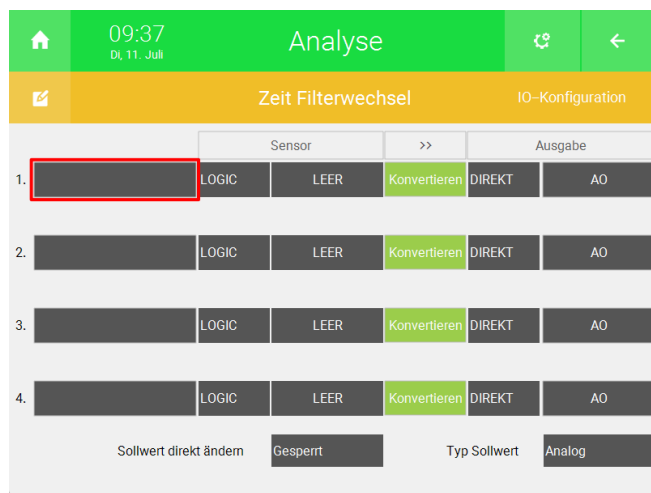 09:37
Di, 11. Juli
Analyse
Zeit Filterwechsel
IO-Konfiguration
Sensor >> Ausgabe
1. LOGIC LEER Konvertieren DIREKT AO
2. LOGIC LEER Konvertieren DIREKT AO
3. LOGIC LEER Konvertieren DIREKT AO
4. LOGIC LEER Konvertieren DIREKT AO
Sollwert direkt ändern Gesperrt Typ Sollwert Analog